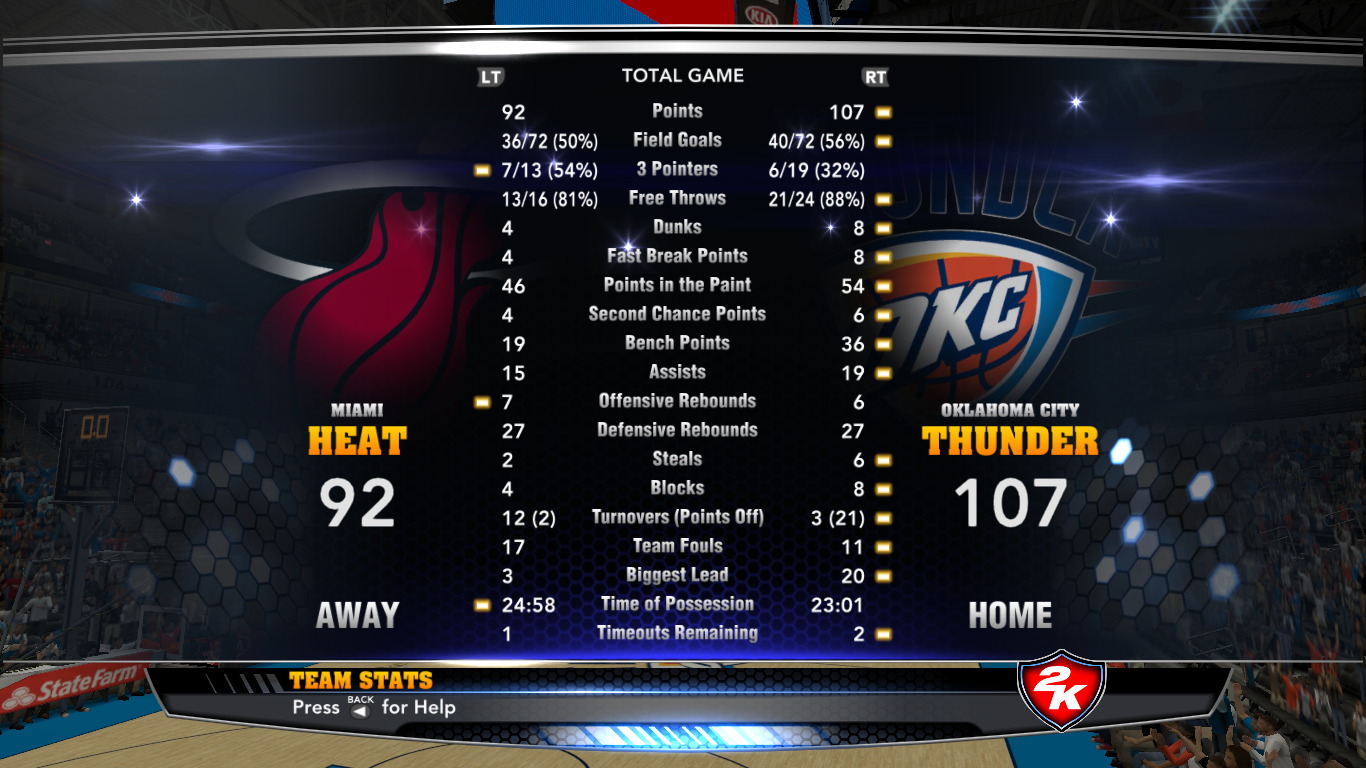 KIA
LT TOTAL GAME RT
92 Points 107
36/72 (50%) Field Goals 40/72 (56%)
7/13 (54%) 3 Pointers 6/19 (32%)
13/16 (81%) Free Throws 21/24 (88%)
4 Dunks 8
4 Fast Break Points 8
46 Points in the Paint 54
4 Second Chance Points 6
19 Bench Points 36
15 Assists 19
7 Offensive Rebounds 6
27 Defensive Rebounds 27
2 Steals 6
4 Blocks 8
12 (2) Turnovers (Points Off) 3 (21)
17 Team Fouls 11
3 Biggest Lead 20
24:58 Time of Possession 23:01
1 Timeouts Remaining 2
MIAMI
HEAT
92
AWAY
OKC
OKLAHOMA CITY
THUNDER
107
HOME
0.0
State Farm
TEAM STATS
Press BACK for Help
2K